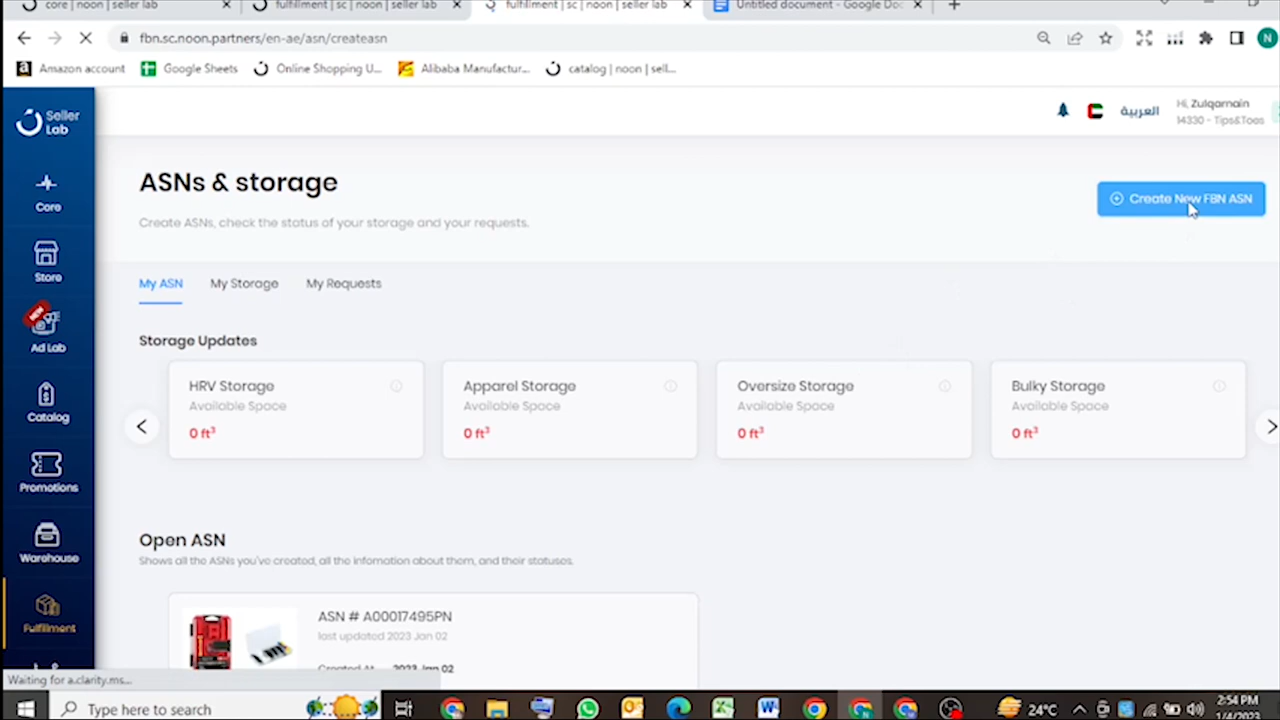 core | noon | seller lab
fulfillment | sc | noon | seller lab
fulfillment | sc | noon | seller lab
Untitled document - Google Doc
fbn.sc.noon.partners/en-ae/asn/createasn
N
Amazon account
Google Sheets
Online Shopping U...
Alibaba Manufactur...
catalog | noon | sell...
Seller
Lab
العربية
Hi, Zulqarnain
14330 - Tips&Toes
Core
Store
NEW
Ad Lab
Catalog
Promotions
Warehouse
Fulfillment
ASNs & storage
Create ASNs, check the status of your storage and your requests.
Create New FBN ASN
My ASN
My Storage
My Requests
Storage Updates
HRV Storage
Available Space
0 ft³
Apparel Storage
Available Space
0 ft³
Oversize Storage
Available Space
0 ft³
Bulky Storage
Available Space
0 ft³
Open ASN
Shows all the ASNs you've created, all the infomation about them, and their statuses.
ASN # A00017495PN
last updated 2023 Jan 02
Created At 2023 Jan 02
Waiting for a.clarity.ms...
Type here to search
24°C
2:54 PM
1/4/2023